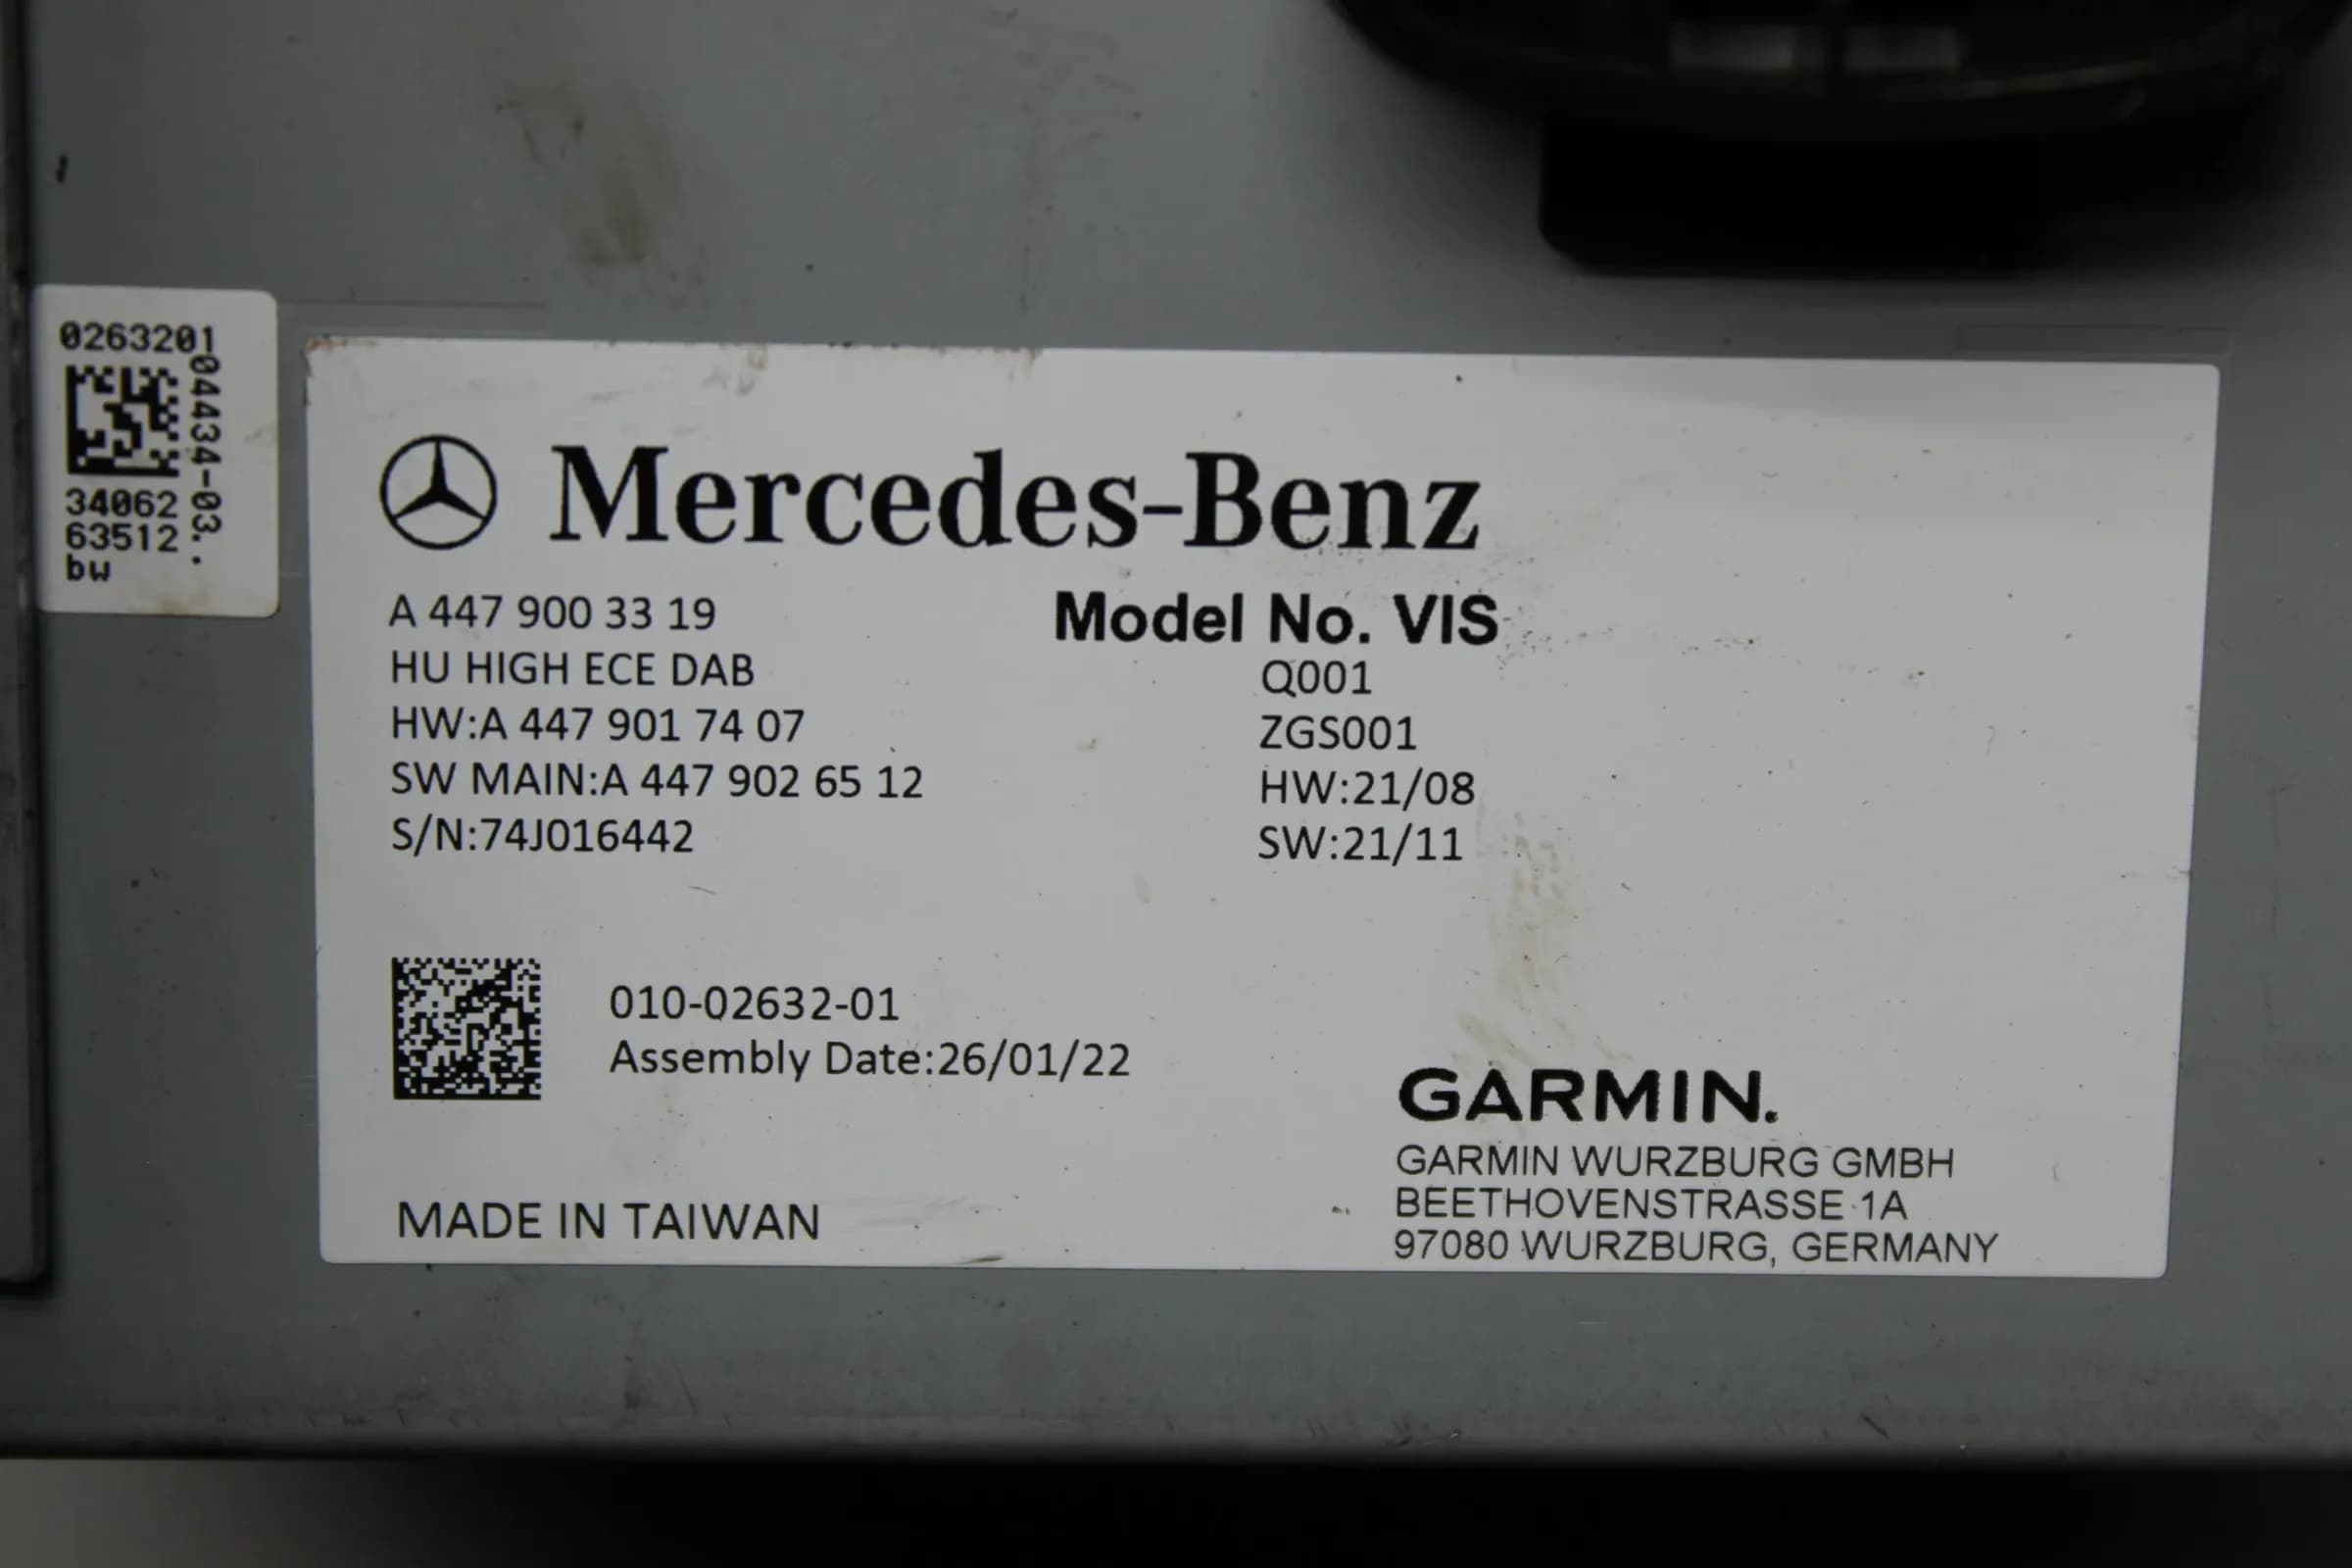 0263201
04434-03..
34062
63512
bw
Mercedes-Benz
A 447 900 33 19
Model No. VIS
HU HIGH ECE DAB
Q001
HW:A 447 901 74 07
ZGS001
SW MAIN:A 447 902 65 12
HW:21/08
S/N:74J016442
SW:21/11
010-02632-01
Assembly Date:26/01/22
MADE IN TAIWAN
GARMIN.
GARMIN WURZBURG GMBH
BEETHOVENSTRASSE 1A
97080 WURZBURG, GERMANY